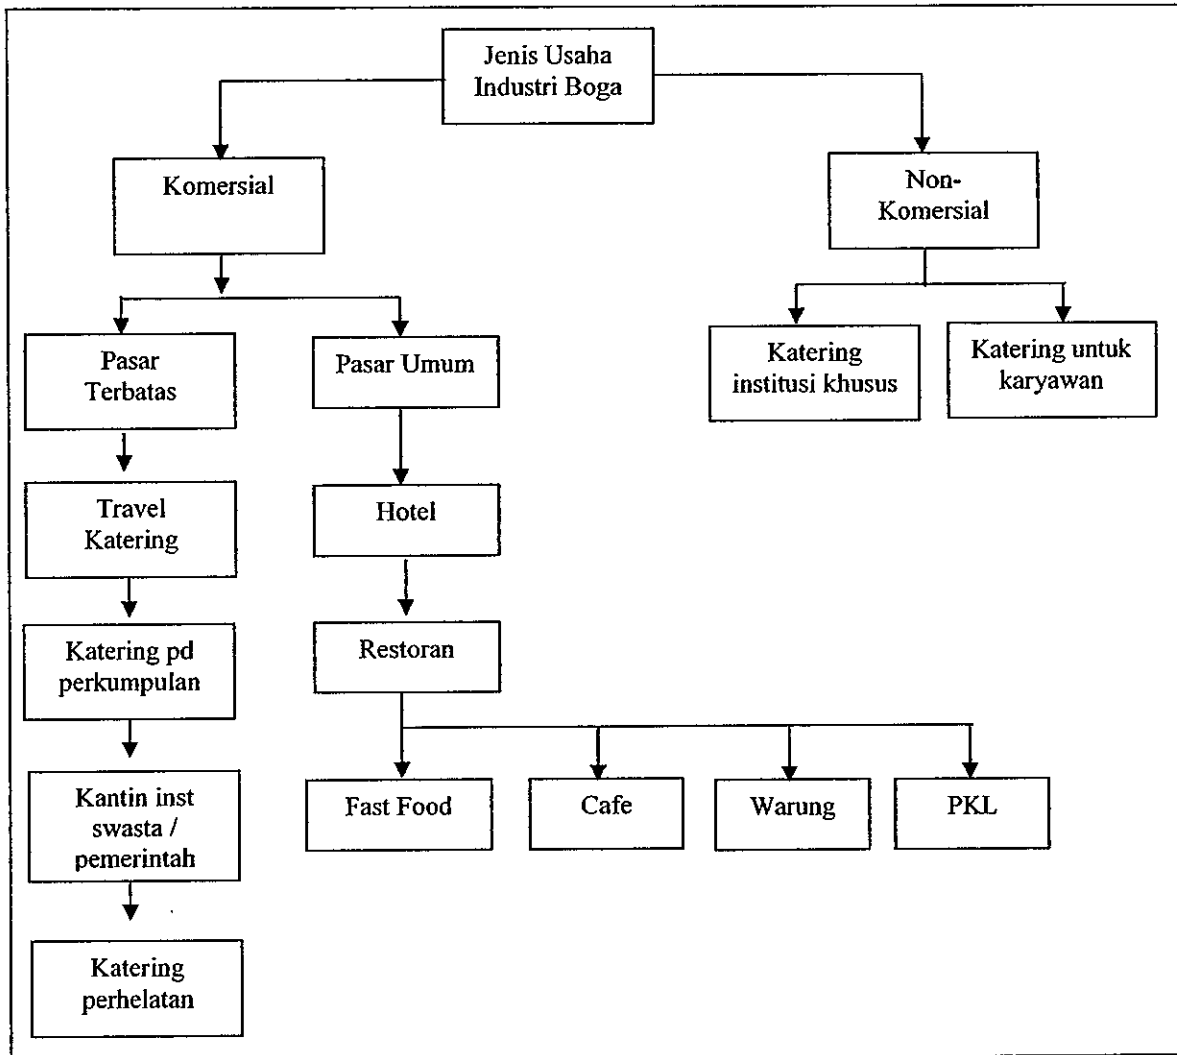 Jenis Usaha
Industri Boga
Komersial
Non-
Komersial
Pasar
Terbatas
Pasar Umum
Katering
institusi khusus
Katering untuk
karyawan
Travel
Katering
Hotel
Katering pd
perkumpulan
Restoran
Kantin inst
swasta /
pemerintah
Fast Food
Cafe
Warung
PKL
Katering
perhelatan